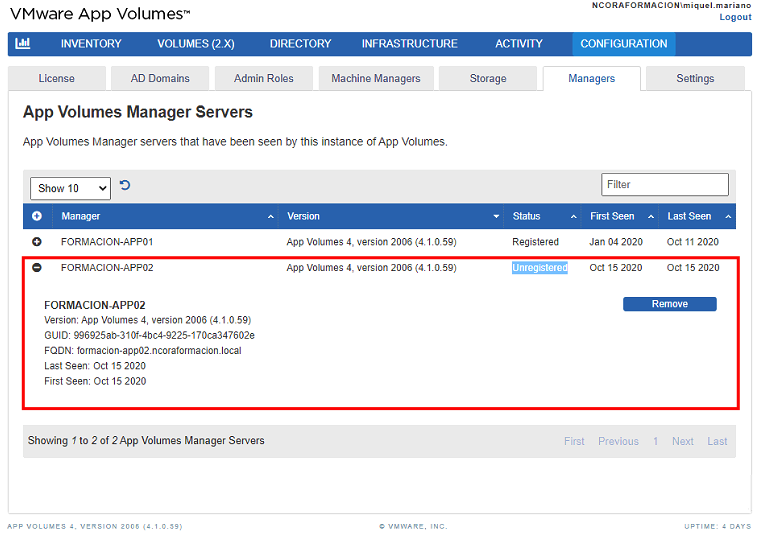 NCORAFORMACION\miquel.mariano
VMware App Volumes™
Logout
INVENTORY VOLUMES (2.X) DIRECTORY INFRASTRUCTURE ACTIVITY CONFIGURATION
License AD Domains Admin Roles Machine Managers Storage Managers Settings
App Volumes Manager Servers
App Volumes Manager servers that have been seen by this instance of App Volumes.
Show 10 Filter
Manager Version Status First Seen Last Seen
FORMACION-APP01 App Volumes 4, version 2006 (4.1.0.59) Registered Jan 04 2020 Oct 11 2020
FORMACION-APP02 App Volumes 4, version 2006 (4.1.0.59) Unregistered Oct 15 2020 Oct 15 2020
FORMACION-APP02 Remove
Version: App Volumes 4, version 2006 (4.1.0.59)
GUID: 996925ab-310f-4bc4-9225-170ca347602e
FQDN: formacion-app02.ncoraformacion.local
Last Seen: Oct 15 2020
First Seen: Oct 15 2020
Showing 1 to 2 of 2 App Volumes Manager Servers First Previous 1 Next Last
APP VOLUMES 4, VERSION 2006 (4.1.0.59) © VMWARE, INC. UPTIME: 4 DAYS